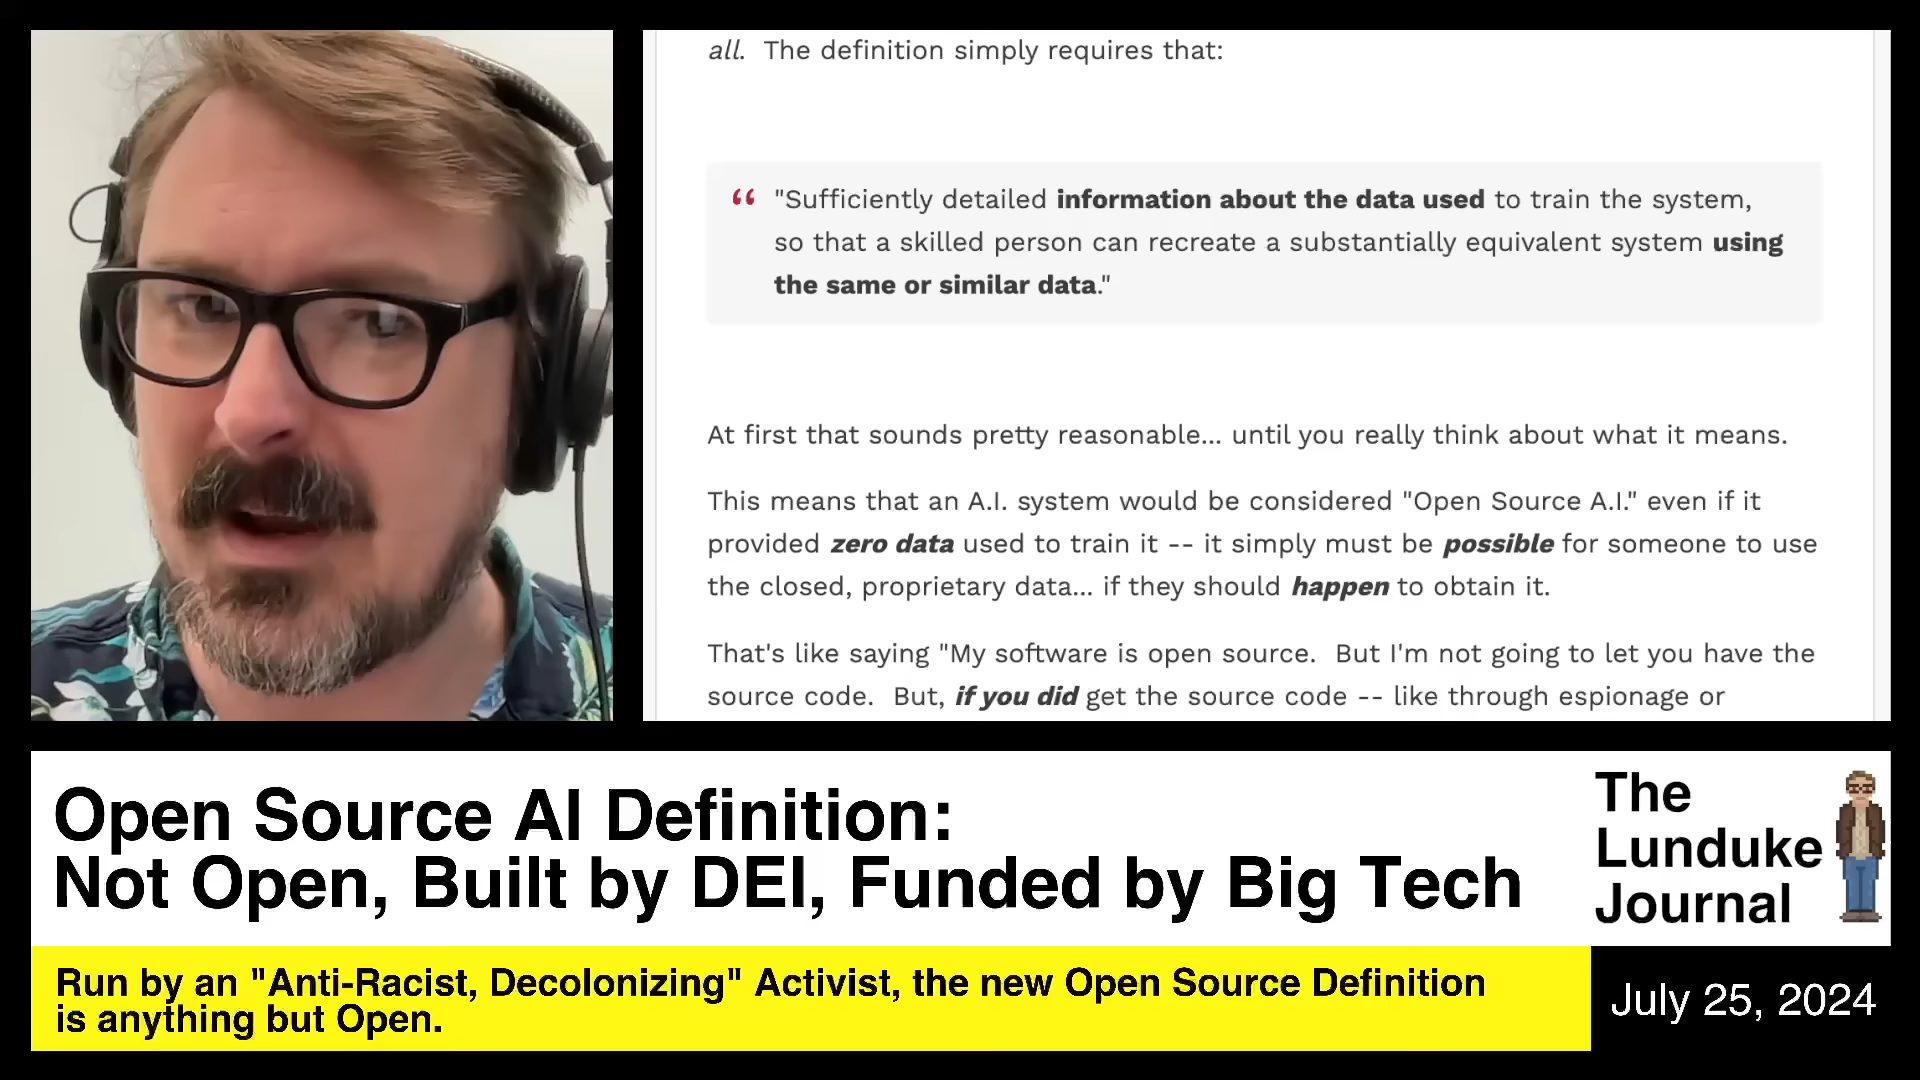 all. The definition simply requires that:
“ "Sufficiently detailed information about the data used to train the system,
so that a skilled person can recreate a substantially equivalent system using
the same or similar data."
At first that sounds pretty reasonable... until you really think about what it means.
This means that an A.I. system would be considered "Open Source A.I." even if it
provided zero data used to train it -- it simply must be possible for someone to use
the closed, proprietary data... if they should happen to obtain it.
That's like saying "My software is open source. But I'm not going to let you have the
source code. But, if you did get the source code -- like through espionage or
Open Source AI Definition:
Not Open, Built by DEI, Funded by Big Tech
The
Lunduke
Journal
Run by an "Anti-Racist, Decolonizing" Activist, the new Open Source Definition
is anything but Open.
July 25, 2024